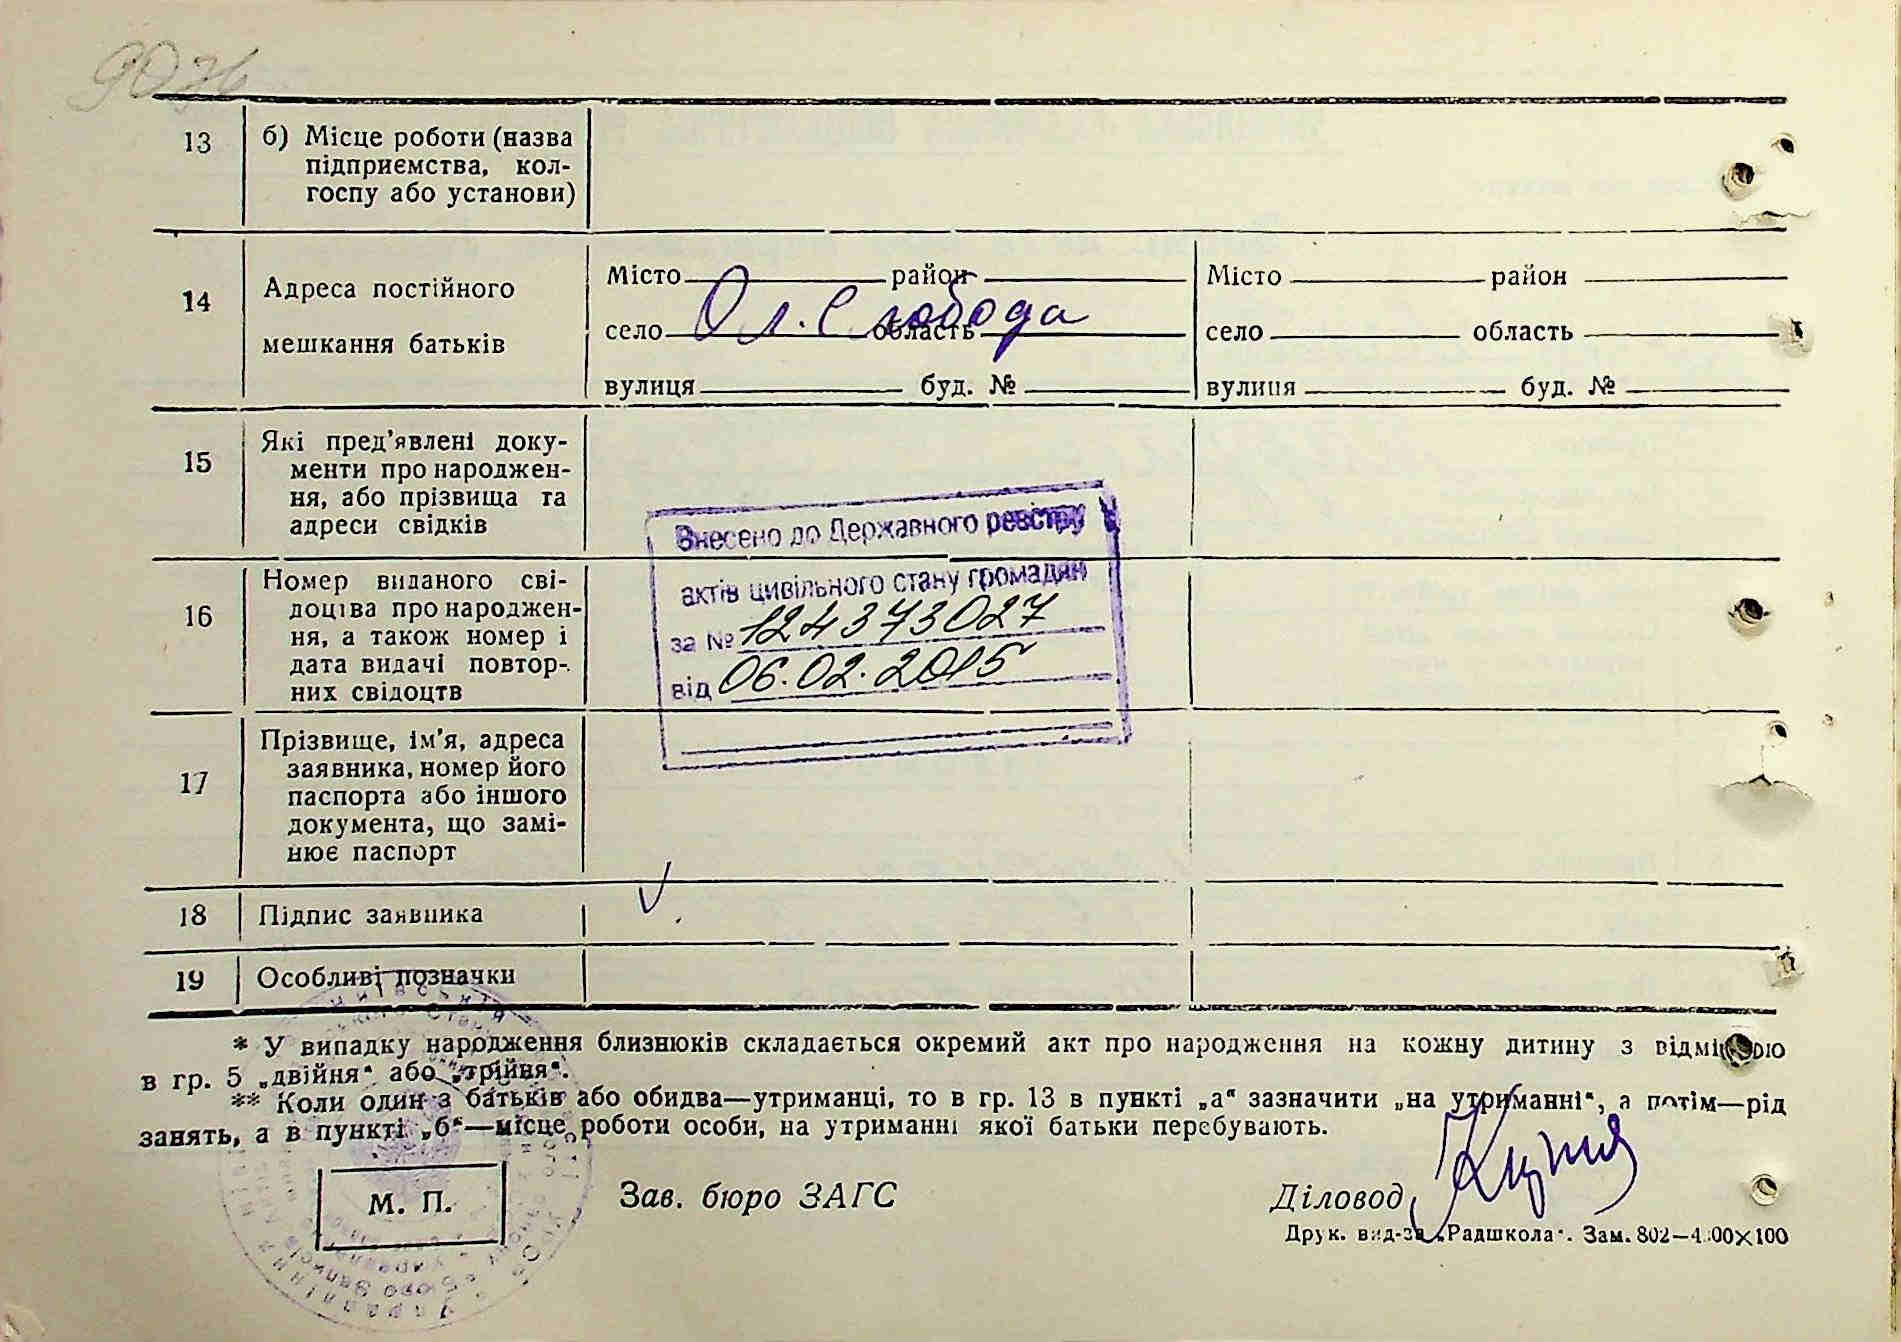 13 б) Місце роботи (назва
підприємства, кол-
госпу або установи)
14 Адреса постійного
мешкання батьків
Місто район
село Ол. Слобода область
вулиця буд. №
Місто район
село область
вулиця буд. №
15 Які пред'явлені доку-
менти про народжен-
ня, або прізвища та
адреси свідків
Внесено до Державного реєстру
актів цивільного стану громадян
за № 124373027
від 06.02.2015
16 Номер виданого сві-
доцтва про народжен-
ня, а також номер і
дата видачі повтор-
них свідоцтв
17 Прізвище, ім'я, адреса
заявника, номер його
паспорта або іншого
документа, що замі-
нює паспорт
18 Підпис заявника
19 Особливі позначки
* У випадку народження близнюків складається окремий акт про народження на кожну дитину з відміткою
в гр. 5 „двійня“ або „трійня“.
** Коли один з батьків або обидва—утриманці, то в гр. 13 в пункті „а“ зазначити „на утриманні“, а потім—рід
занять, а в пункті „б“—місце роботи особи, на утриманні якої батьки перебувають.
М. П.
Зав. бюро ЗАГС
Діловод
Друк. вид-ва „Радшкола“. Зам. 802—4.00×100